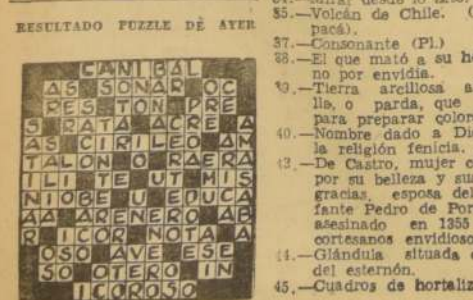 RESULTADO PUZZLE DE AYER
CANIBAL
AS SONAR OC
RES TON PRE
S RATA ACRE A
AS CIRILEO AM
TALON O RAERA
ILI TE UT MIS
NIOBE U EDUCA
AA ARENERO AB
R ICOR NOTA A
OSO AVE ESE
SO OTERO IN
ICOROSO
35.—Volcán de Chile. (
pacá).
37.—Consonante (Pl.)
38.—El que mató a su h
no por envidia.
39.—Tierra arcillosa a
lla, o parda, que
para preparar color
40.—Nombre dado a Di
la religión fenicia.
43.—De Castro, mujer c
por su belleza y su
gracias, esposa del
fante Pedro de Por
asesinado en 1355
cortesanos envidioso
44.—Glándula situada
del esternón.
45.—Cuadros de hortaliz